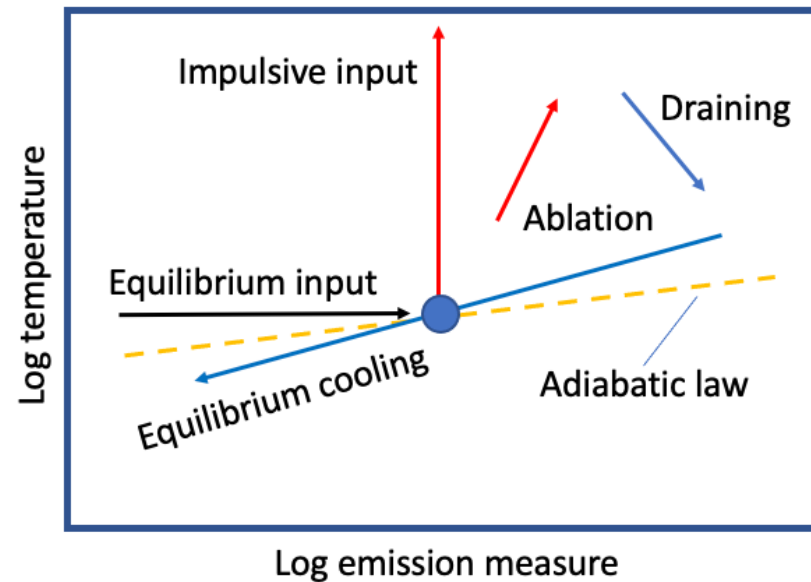 Impulsive input
Draining
Ablation
Equilibrium input
Equilibrium cooling
Adiabatic law
Log temperature
Log emission measure